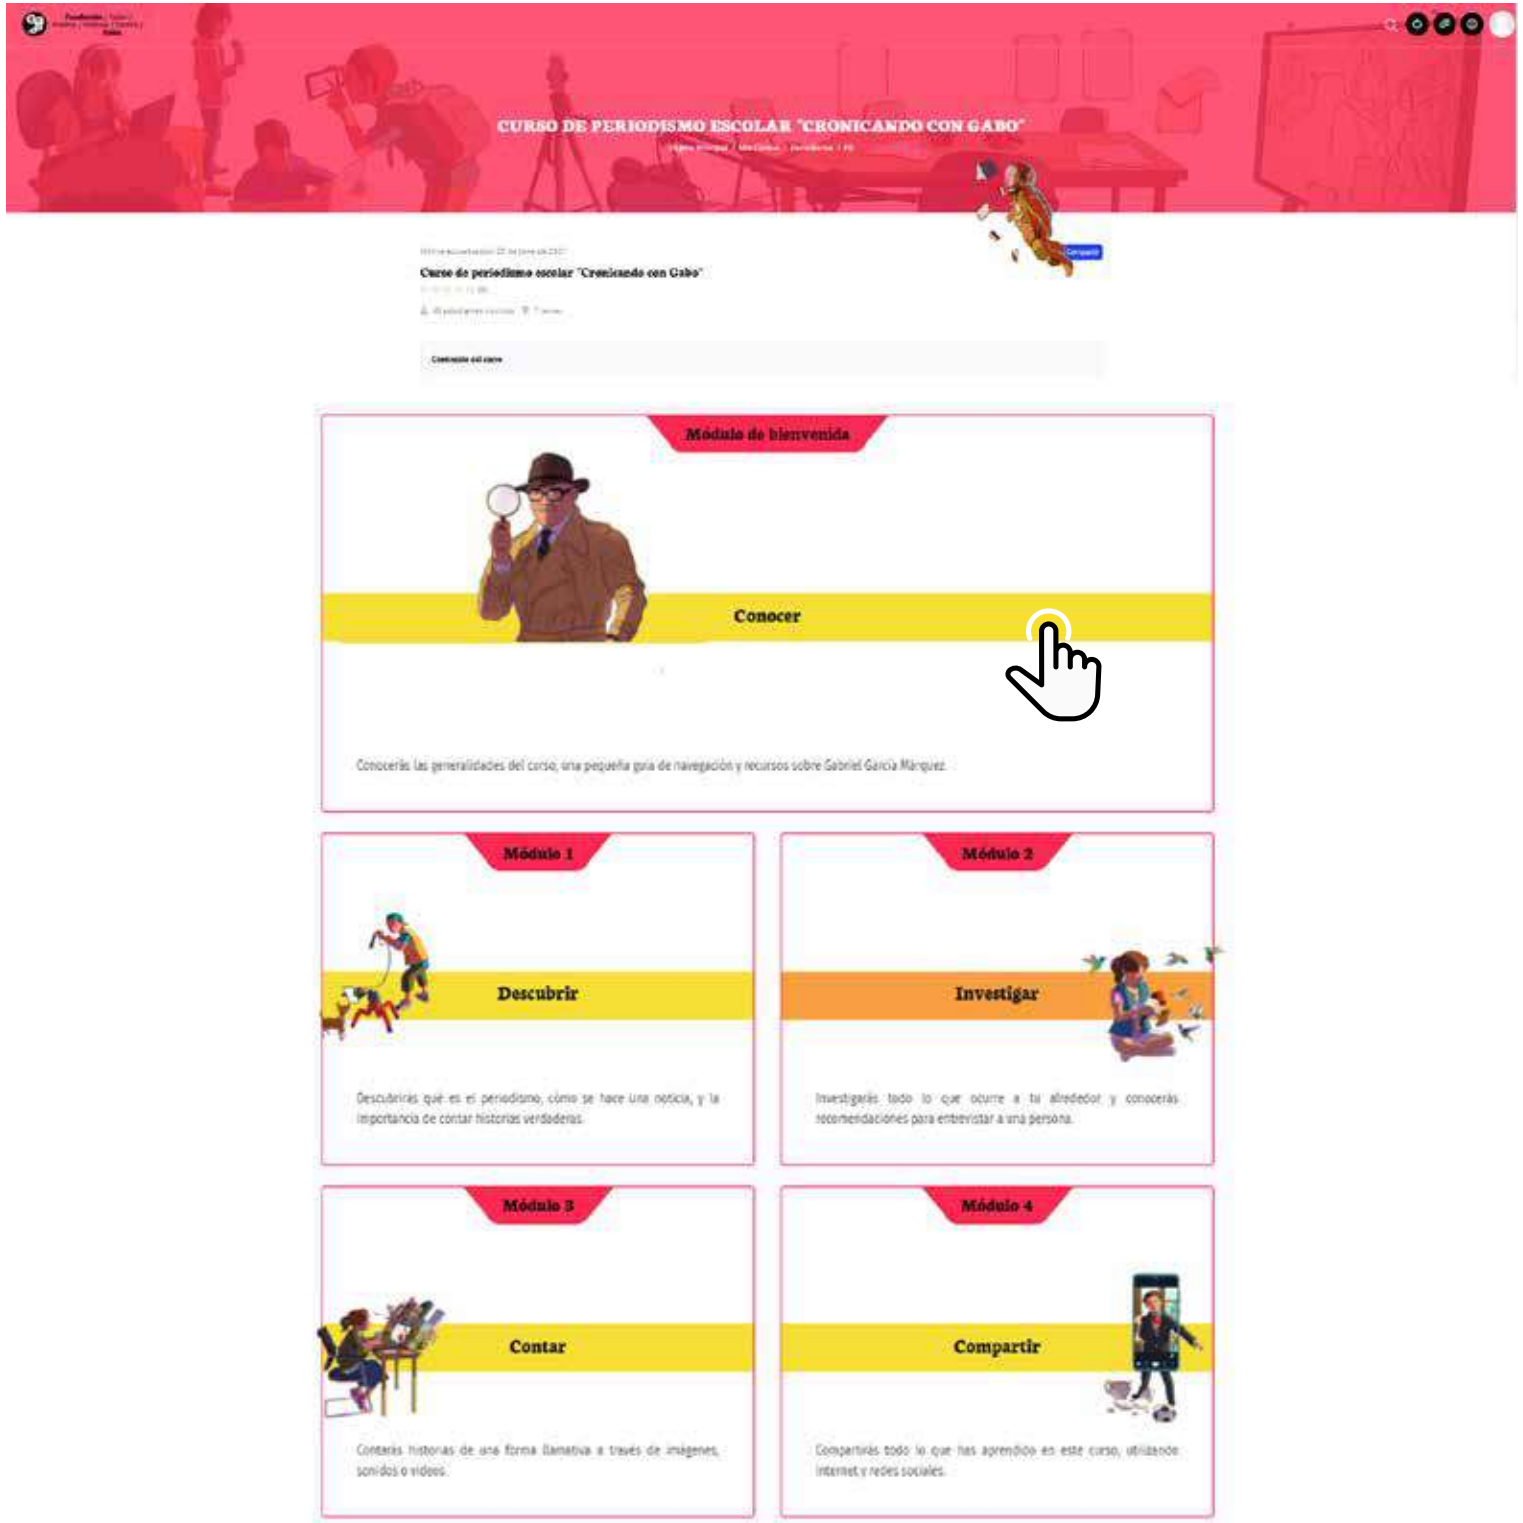 CURSO DE PERIODISMO ESCOLAR "CRONICANDO CON GABO"
Curso de periodismo escolar "Cronicando con Gabo"
Compartir
Contenido del curso
Módulo de bienvenida
Conocer
Conocerás las generalidades del curso, una pequeña guía de navegación y recursos sobre Gabriel García Márquez.
Módulo 1
Descubrir
Descubrirás qué es el periodismo, cómo se hace una noticia, y la
importancia de contar historias verdaderas.
Módulo 2
Investigar
Investigarás todo lo que ocurre a tu alrededor y conocerás
recomendaciones para entrevistar a una persona.
Módulo 3
Contar
Contarás historias de una forma llamativa a través de imágenes,
sonidos o videos.
Módulo 4
Compartir
Compartirás todo lo que has aprendido en este curso, utilizando
internet y redes sociales.